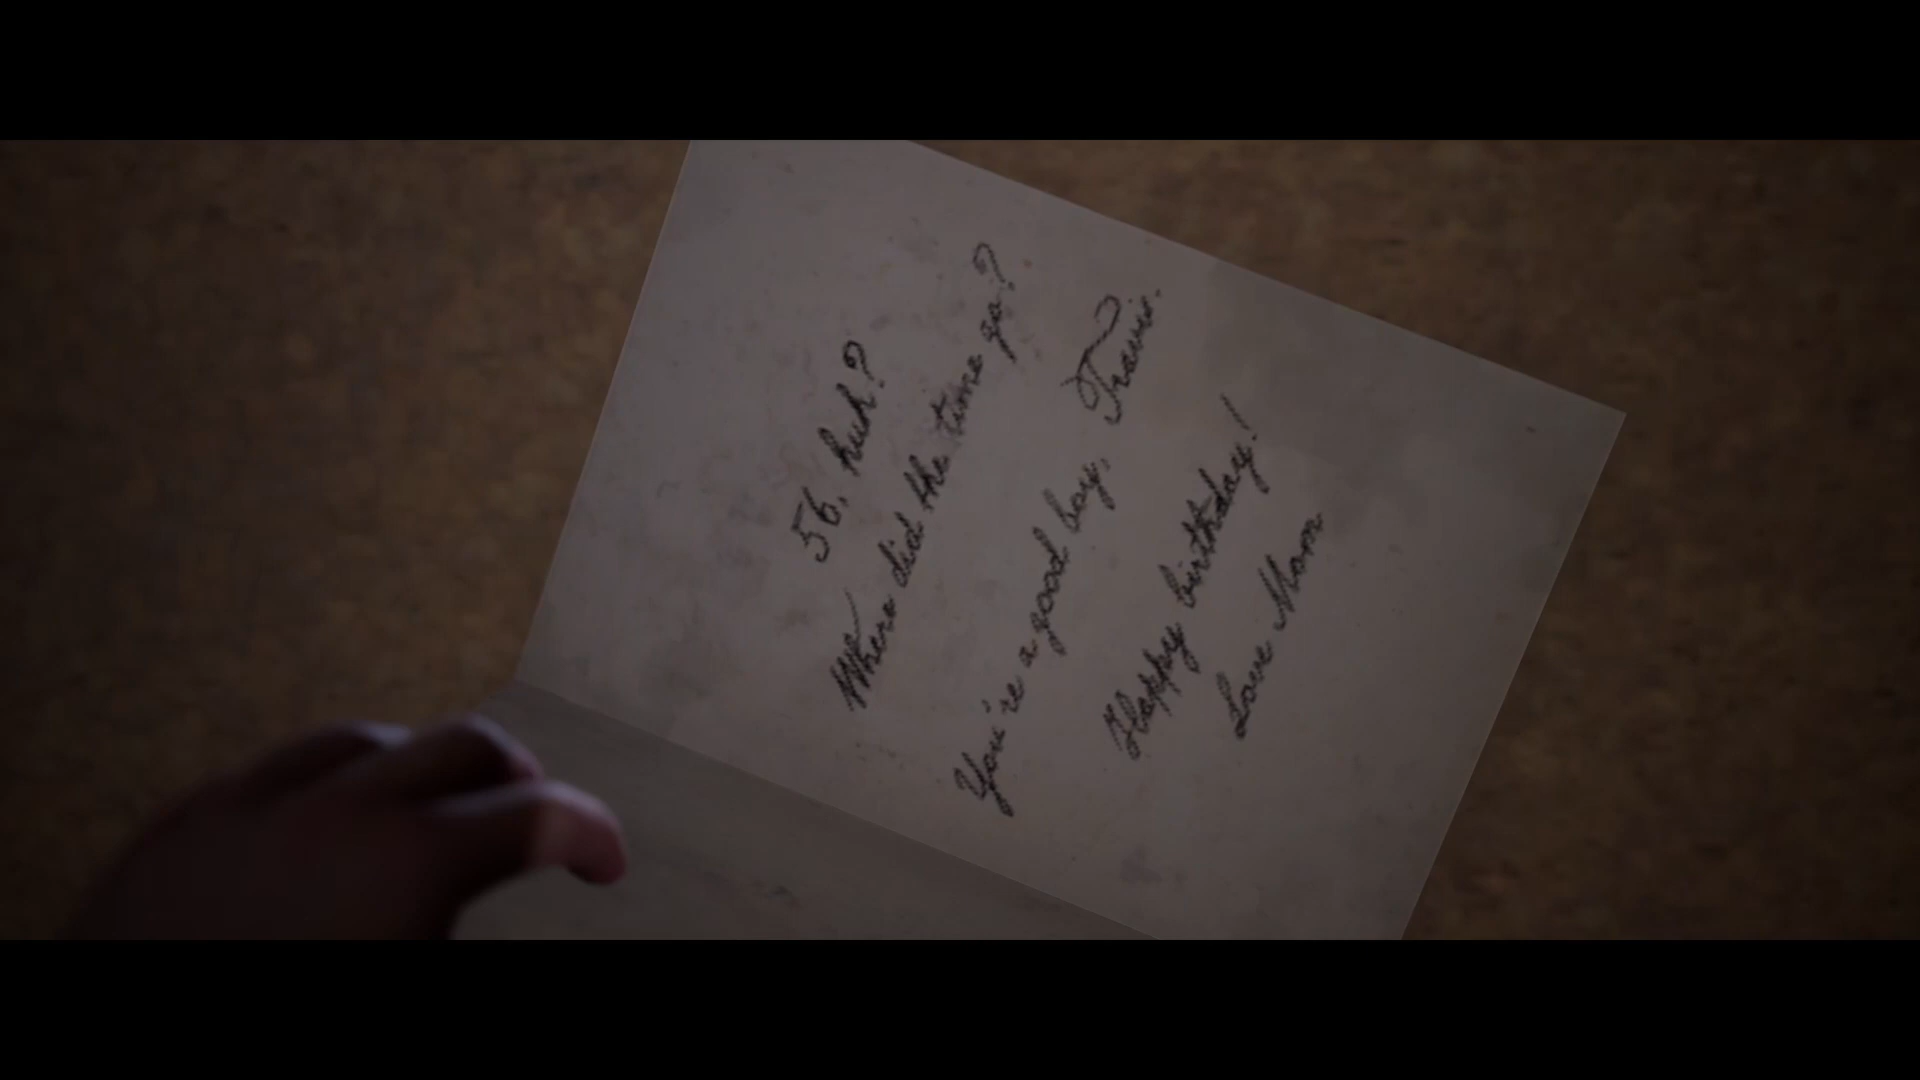 56, huh?
Where did the time go?
You're a good boy, Travis.
Happy birthday!
Love Mom